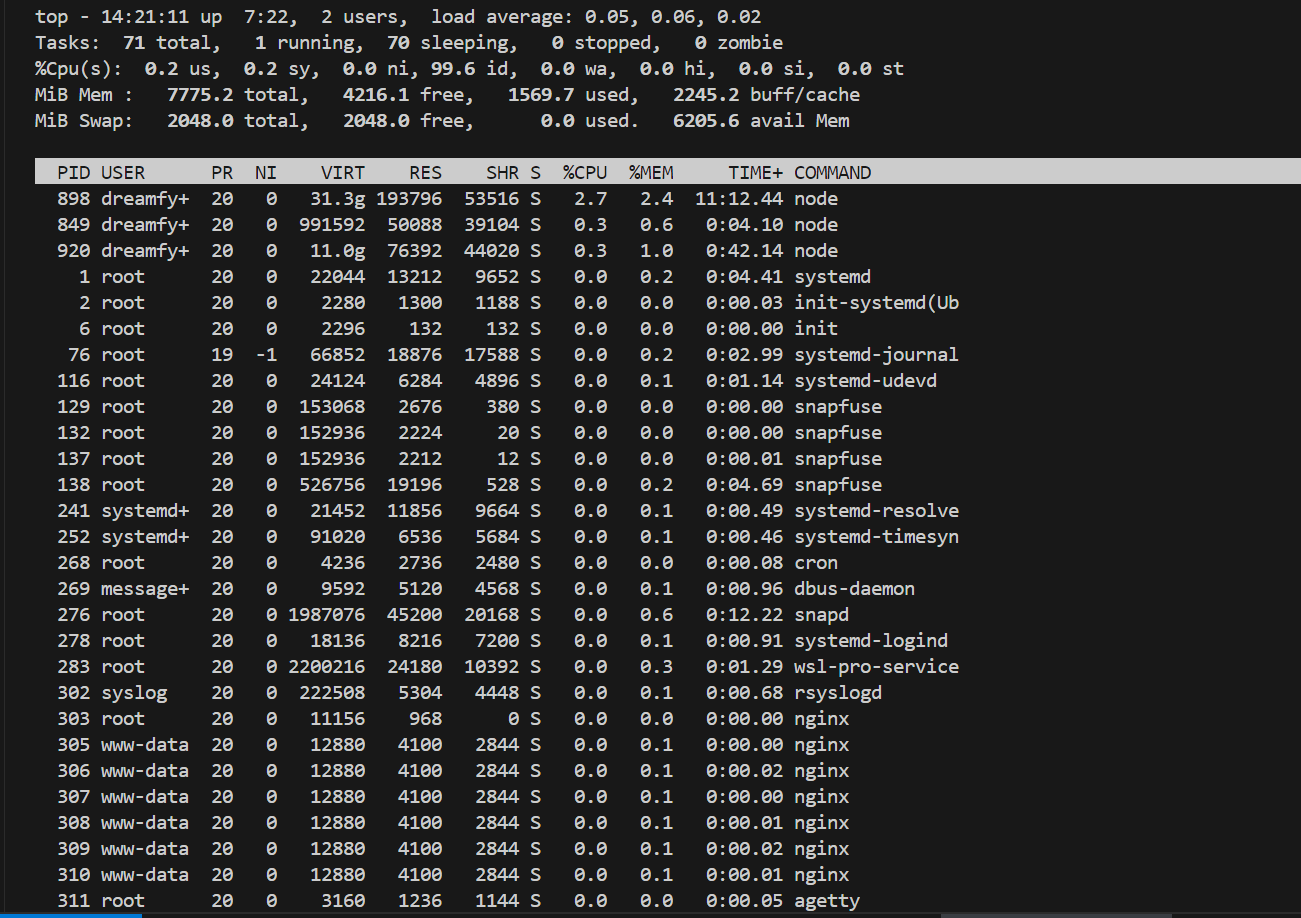 top - 14:21:11 up  7:22,  2 users,  load average: 0.05, 0.06, 0.02
Tasks:  71 total,   1 running,  70 sleeping,   0 stopped,   0 zombie
%Cpu(s):  0.2 us,  0.2 sy,  0.0 ni, 99.6 id,  0.0 wa,  0.0 hi,  0.0 si,  0.0 st
MiB Mem :   7775.2 total,   4216.1 free,   1569.7 used,   2245.2 buff/cache
MiB Swap:   2048.0 total,   2048.0 free,      0.0 used.   6205.6 avail Mem
PID USER      PR  NI    VIRT    RES    SHR S  %CPU  %MEM     TIME+ COMMAND
898 dreamfy+  20   0   31.3g 193796  53516 S   2.7   2.4  11:12.44 node
849 dreamfy+  20   0  991592  50088  39104 S   0.3   0.6   0:04.10 node
920 dreamfy+  20   0   11.0g  76392  44020 S   0.3   1.0   0:42.14 node
1 root      20   0   22044  13212   9652 S   0.0   0.2   0:04.41 systemd
2 root      20   0    2280   1300   1188 S   0.0   0.0   0:00.03 init-systemd(Ub
6 root      20   0    2296    132    132 S   0.0   0.0   0:00.00 init
76 root      19  -1   66852  18876  17588 S   0.0   0.2   0:02.99 systemd-journal
116 root      20   0   24124   6284   4896 S   0.0   0.1   0:01.14 systemd-udevd
129 root      20   0  153068   2676    380 S   0.0   0.0   0:00.00 snapfuse
132 root      20   0  152936   2224     20 S   0.0   0.0   0:00.00 snapfuse
137 root      20   0  152936   2212     12 S   0.0   0.0   0:00.01 snapfuse
138 root      20   0  526756  19196    528 S   0.0   0.2   0:04.69 snapfuse
241 systemd+  20   0   21452  11856   9664 S   0.0   0.1   0:00.49 systemd-resolve
252 systemd+  20   0   91020   6536   5684 S   0.0   0.1   0:00.46 systemd-timesyn
268 root      20   0    4236   2736   2480 S   0.0   0.0   0:00.08 cron
269 message+  20   0    9592   5120   4568 S   0.0   0.1   0:00.96 dbus-daemon
276 root      20   0 1987076  45200  20168 S   0.0   0.6   0:12.22 snapd
278 root      20   0   18136   8216   7200 S   0.0   0.1   0:00.91 systemd-logind
283 root      20   0 2200216  24180  10392 S   0.0   0.3   0:01.29 wsl-pro-service
302 syslog    20   0  222508   5304   4448 S   0.0   0.1   0:00.68 rsyslogd
303 root      20   0   11156    968      0 S   0.0   0.0   0:00.00 nginx
305 www-data  20   0   12880   4100   2844 S   0.0   0.1   0:00.00 nginx
306 www-data  20   0   12880   4100   2844 S   0.0   0.1   0:00.02 nginx
307 www-data  20   0   12880   4100   2844 S   0.0   0.1   0:00.00 nginx
308 www-data  20   0   12880   4100   2844 S   0.0   0.1   0:00.01 nginx
309 www-data  20   0   12880   4100   2844 S   0.0   0.1   0:00.02 nginx
310 www-data  20   0   12880   4100   2844 S   0.0   0.1   0:00.01 nginx
311 root      20   0    3160   1236   1144 S   0.0   0.0   0:00.05 agetty